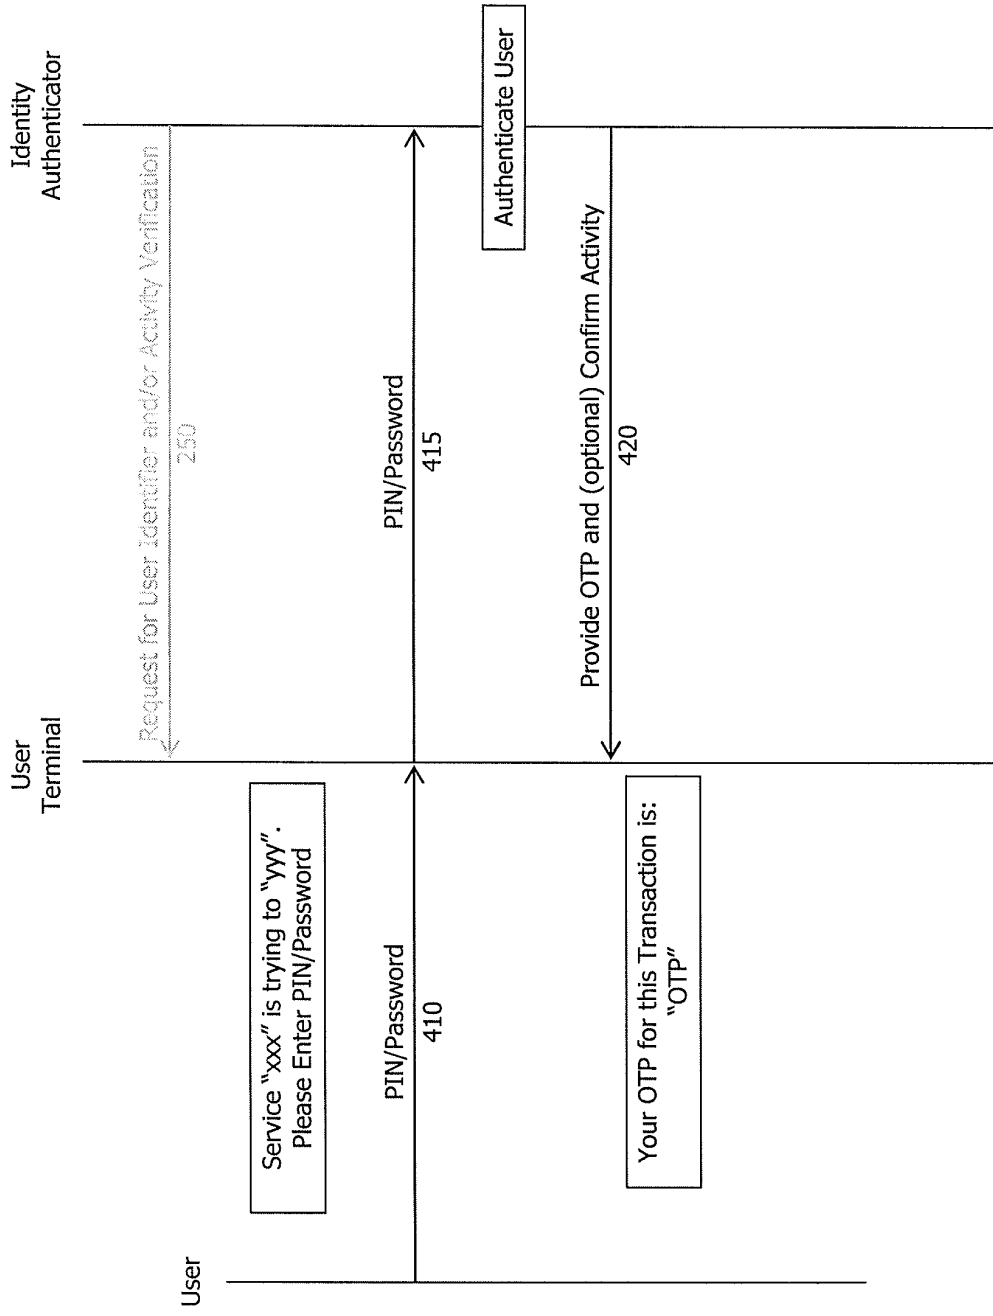 User
User
Terminal
Identity
Authenticator
Request for User Identifier and/or Activity Verification
250
Service “xxx” is trying to “yyy”.
Please Enter PIN/Password
PIN/Password
410
PIN/Password
415
Authenticate User
Provide OTP and (optional) Confirm Activity
420
Your OTP for this Transaction is:
“OTP”